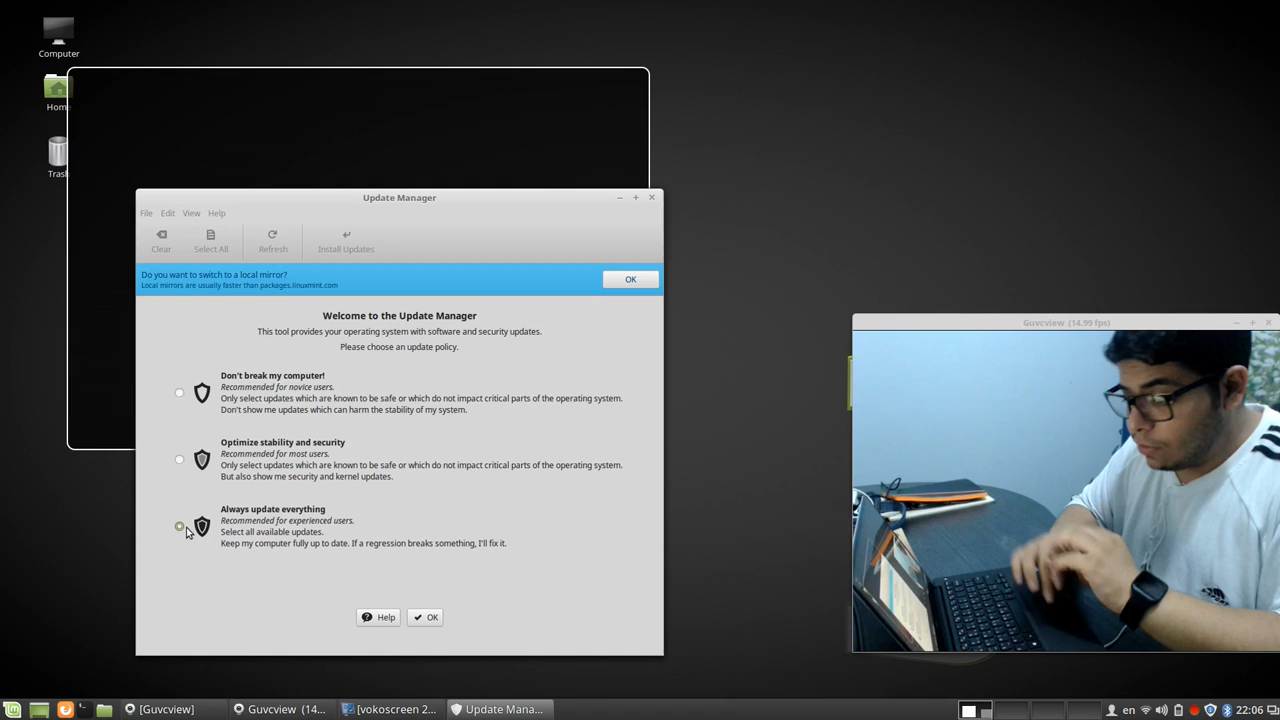 Computer
Home
Trash
Update Manager
File Edit View Help
Clear Select All Refresh Install Updates
Do you want to switch to a local mirror?
Local mirrors are usually faster than packages.linuxmint.com
OK
Welcome to the Update Manager
This tool provides your operating system with software and security updates.
Please choose an update policy.
Don't break my computer!
Recommended for novice users.
Only select updates which are known to be safe or which do not impact critical parts of the operating system.
Don't show me updates which can harm the stability of my system.
Optimize stability and security
Recommended for most users.
Only select updates which are known to be safe or which do not impact critical parts of the operating system.
But also show me security and kernel updates.
Always update everything
Recommended for experienced users.
Select all available updates.
Keep my computer fully up to date. If a regression breaks something, I'll fix it.
Help OK
Guvcview (14.99 fps)
[Guvcview] Guvcview (14... [vokoscreen 2... Update Mana... en 22:06